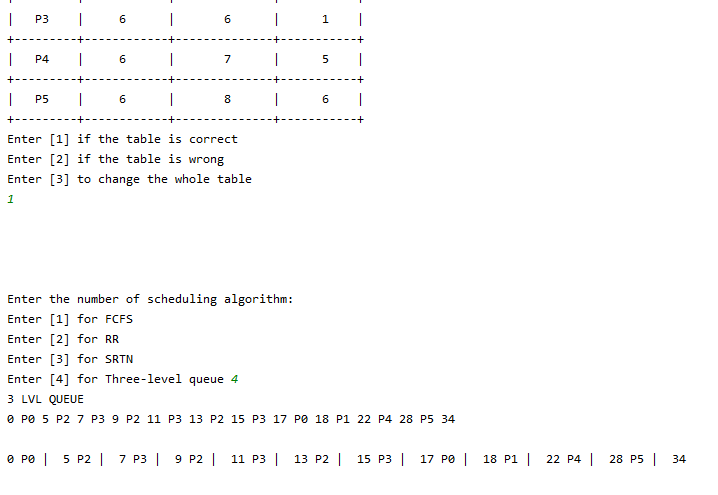 | P3 | 6 | 6 | 1 |
+---------+------------+--------------+-----------+
| P4 | 6 | 7 | 5 |
+---------+------------+--------------+-----------+
| P5 | 6 | 8 | 6 |
+---------+------------+--------------+-----------+
Enter [1] if the table is correct
Enter [2] if the table is wrong
Enter [3] to change the whole table
1
Enter the number of scheduling algorithm:
Enter [1] for FCFS
Enter [2] for RR
Enter [3] for SRTN
Enter [4] for Three-level queue 4
3 LVL QUEUE
0 P0 5 P2 7 P3 9 P2 11 P3 13 P2 15 P3 17 P0 18 P1 22 P4 28 P5 34
0 P0 | 5 P2 | 7 P3 | 9 P2 | 11 P3 | 13 P2 | 15 P3 | 17 P0 | 18 P1 | 22 P4 | 28 P5 | 34